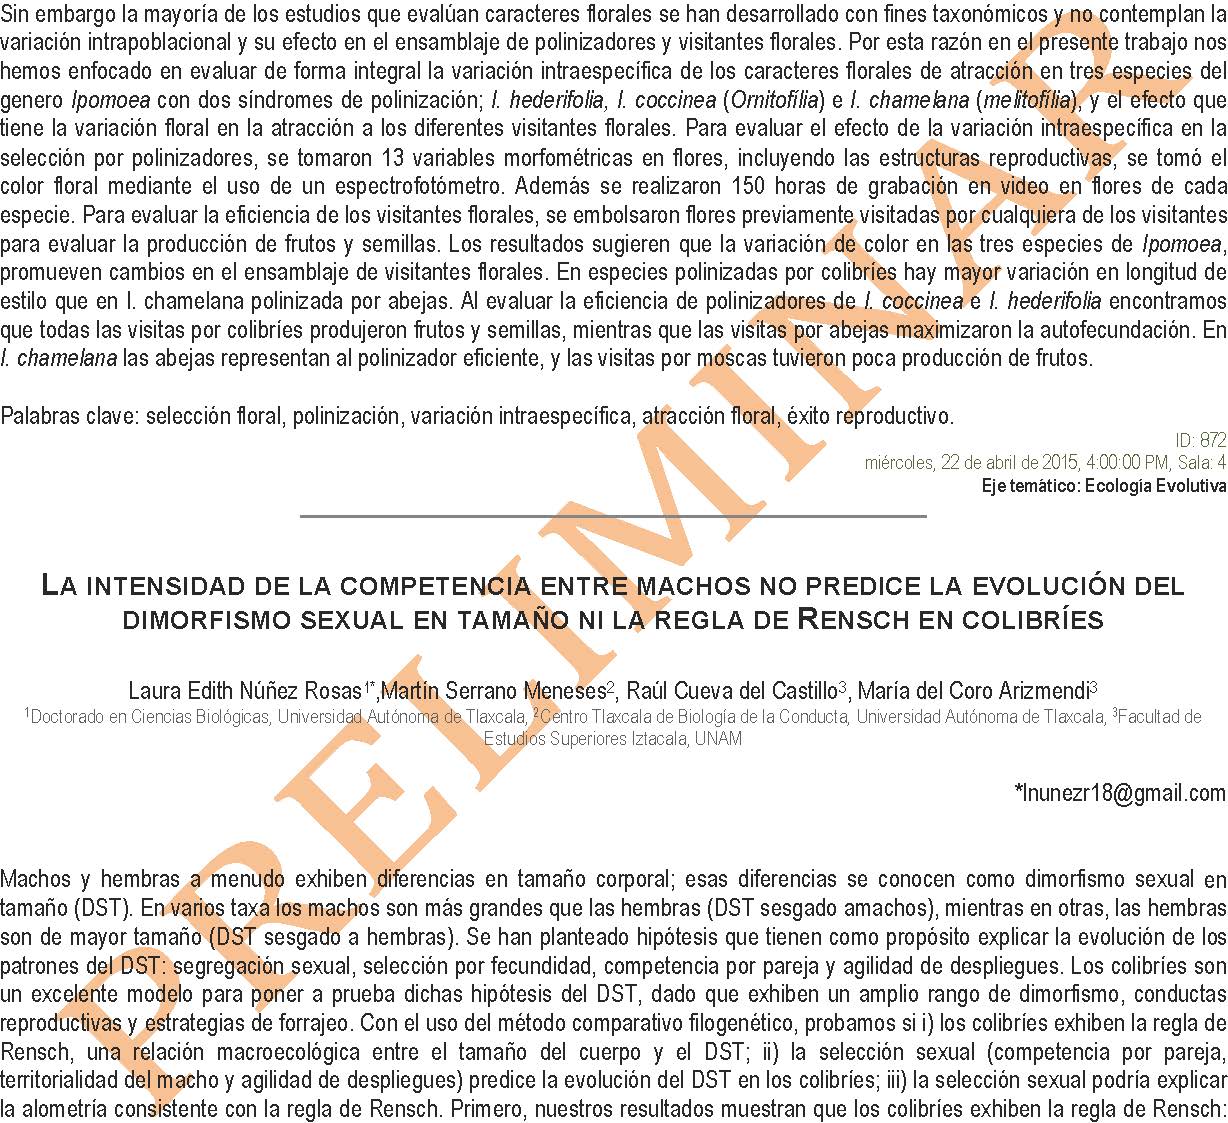 Sin embargo la mayoría de los estudios que evalúan caracteres florales se han desarrollado con fines taxonómicos y no contemplan la
variación intrapoblacional y su efecto en el ensamblaje de polinizadores y visitantes florales. Por esta razón en el presente trabajo nos
hemos enfocado en evaluar de forma integral la variación intraespecífica de los caracteres florales de atracción en tres especies del
genero Ipomoea con dos síndromes de polinización; I. hederifolia, I. coccinea (Ornitofília) e I. chamelana (melitofília), y el efecto que
tiene la variación floral en la atracción a los diferentes visitantes florales. Para evaluar el efecto de la variación intraespecífica en la
selección por polinizadores, se tomaron 13 variables morfométricas en flores, incluyendo las estructuras reproductivas, se tomó el
color floral mediante el uso de un espectrofotómetro. Además se realizaron 150 horas de grabación en video en flores de cada
especie. Para evaluar la eficiencia de los visitantes florales, se embolsaron flores previamente visitadas por cualquiera de los visitantes
para evaluar la producción de frutos y semillas. Los resultados sugieren que la variación de color en las tres especies de Ipomoea,
promueven cambios en el ensamblaje de visitantes florales. En especies polinizadas por colibríes hay mayor variación en longitud de
estilo que en I. chamelana polinizada por abejas. Al evaluar la eficiencia de polinizadores de I. coccinea e I. hederifolia encontramos
que todas las visitas por colibríes produjeron frutos y semillas, mientras que las visitas por abejas maximizaron la autofecundación. En
I. chamelana las abejas representan al polinizador eficiente, y las visitas por moscas tuvieron poca producción de frutos.
Palabras clave: selección floral, polinización, variación intraespecífica, atracción floral, éxito reproductivo.
ID: 872
miércoles, 22 de abril de 2015, 4:00:00 PM, Sala: 4
Eje temático: Ecología Evolutiva
LA INTENSIDAD DE LA COMPETENCIA ENTRE MACHOS NO PREDICE LA EVOLUCIÓN DEL
DIMORFISMO SEXUAL EN TAMAÑO NI LA REGLA DE RENSCH EN COLIBRÍES
Laura Edith Núñez Rosas1*,Martín Serrano Meneses2, Raúl Cueva del Castillo3, María del Coro Arizmendi3
1Doctorado en Ciencias Biológicas, Universidad Autónoma de Tlaxcala, 2Centro Tlaxcala de Biología de la Conducta, Universidad Autónoma de Tlaxcala, 3Facultad de
Estudios Superiores Iztacala, UNAM
*lnunezr18@gmail.com
Machos y hembras a menudo exhiben diferencias en tamaño corporal; esas diferencias se conocen como dimorfismo sexual en
tamaño (DST). En varios taxa los machos son más grandes que las hembras (DST sesgado amachos), mientras en otras, las hembras
son de mayor tamaño (DST sesgado a hembras). Se han planteado hipótesis que tienen como propósito explicar la evolución de los
patrones del DST: segregación sexual, selección por fecundidad, competencia por pareja y agilidad de despliegues. Los colibríes son
un excelente modelo para poner a prueba dichas hipótesis del DST, dado que exhiben un amplio rango de dimorfismo, conductas
reproductivas y estrategias de forrajeo. Con el uso del método comparativo filogenético, probamos si i) los colibríes exhiben la regla de
Rensch, una relación macroecológica entre el tamaño del cuerpo y el DST; ii) la selección sexual (competencia por pareja,
territorialidad del macho y agilidad de despliegues) predice la evolución del DST en los colibríes; iii) la selección sexual podría explicar
la alometría consistente con la regla de Rensch. Primero, nuestros resultados muestran que los colibríes exhiben la regla de Rensch:
PRELIMINAR